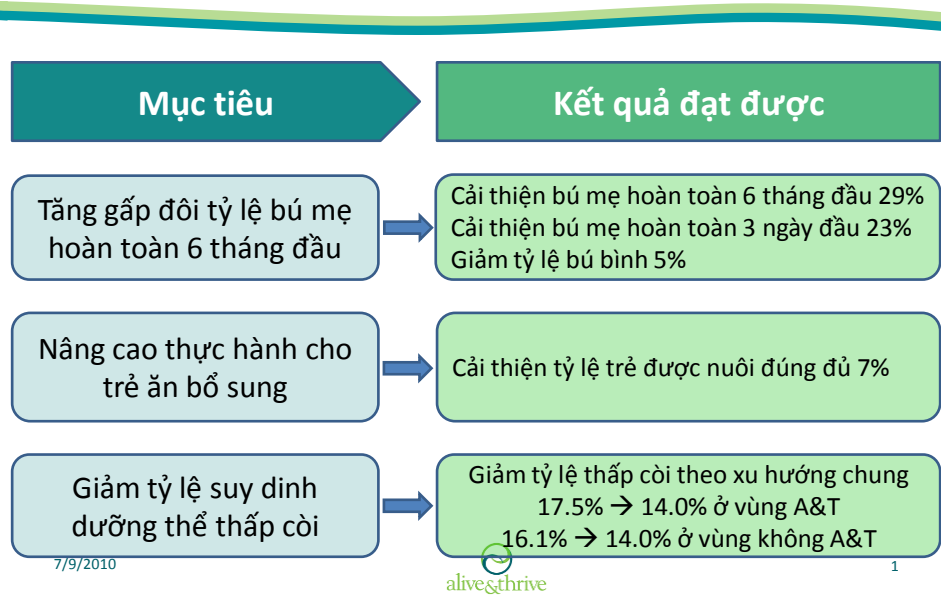 Mục tiêu
Kết quả đạt được
Tăng gấp đôi tỷ lệ bú mẹ
hoàn toàn 6 tháng đầu
Cải thiện bú mẹ hoàn toàn 6 tháng đầu 29%
Cải thiện bú mẹ hoàn toàn 3 ngày đầu 23%
Giảm tỷ lệ bú bình 5%
Nâng cao thực hành cho
trẻ ăn bổ sung
Cải thiện tỷ lệ trẻ được nuôi đúng đủ 7%
Giảm tỷ lệ suy dinh
dưỡng thể thấp còi
Giảm tỷ lệ thấp còi theo xu hướng chung
17.5% → 14.0% ở vùng A&T
16.1% → 14.0% ở vùng không A&T
7/9/2010
alive&thrive
1